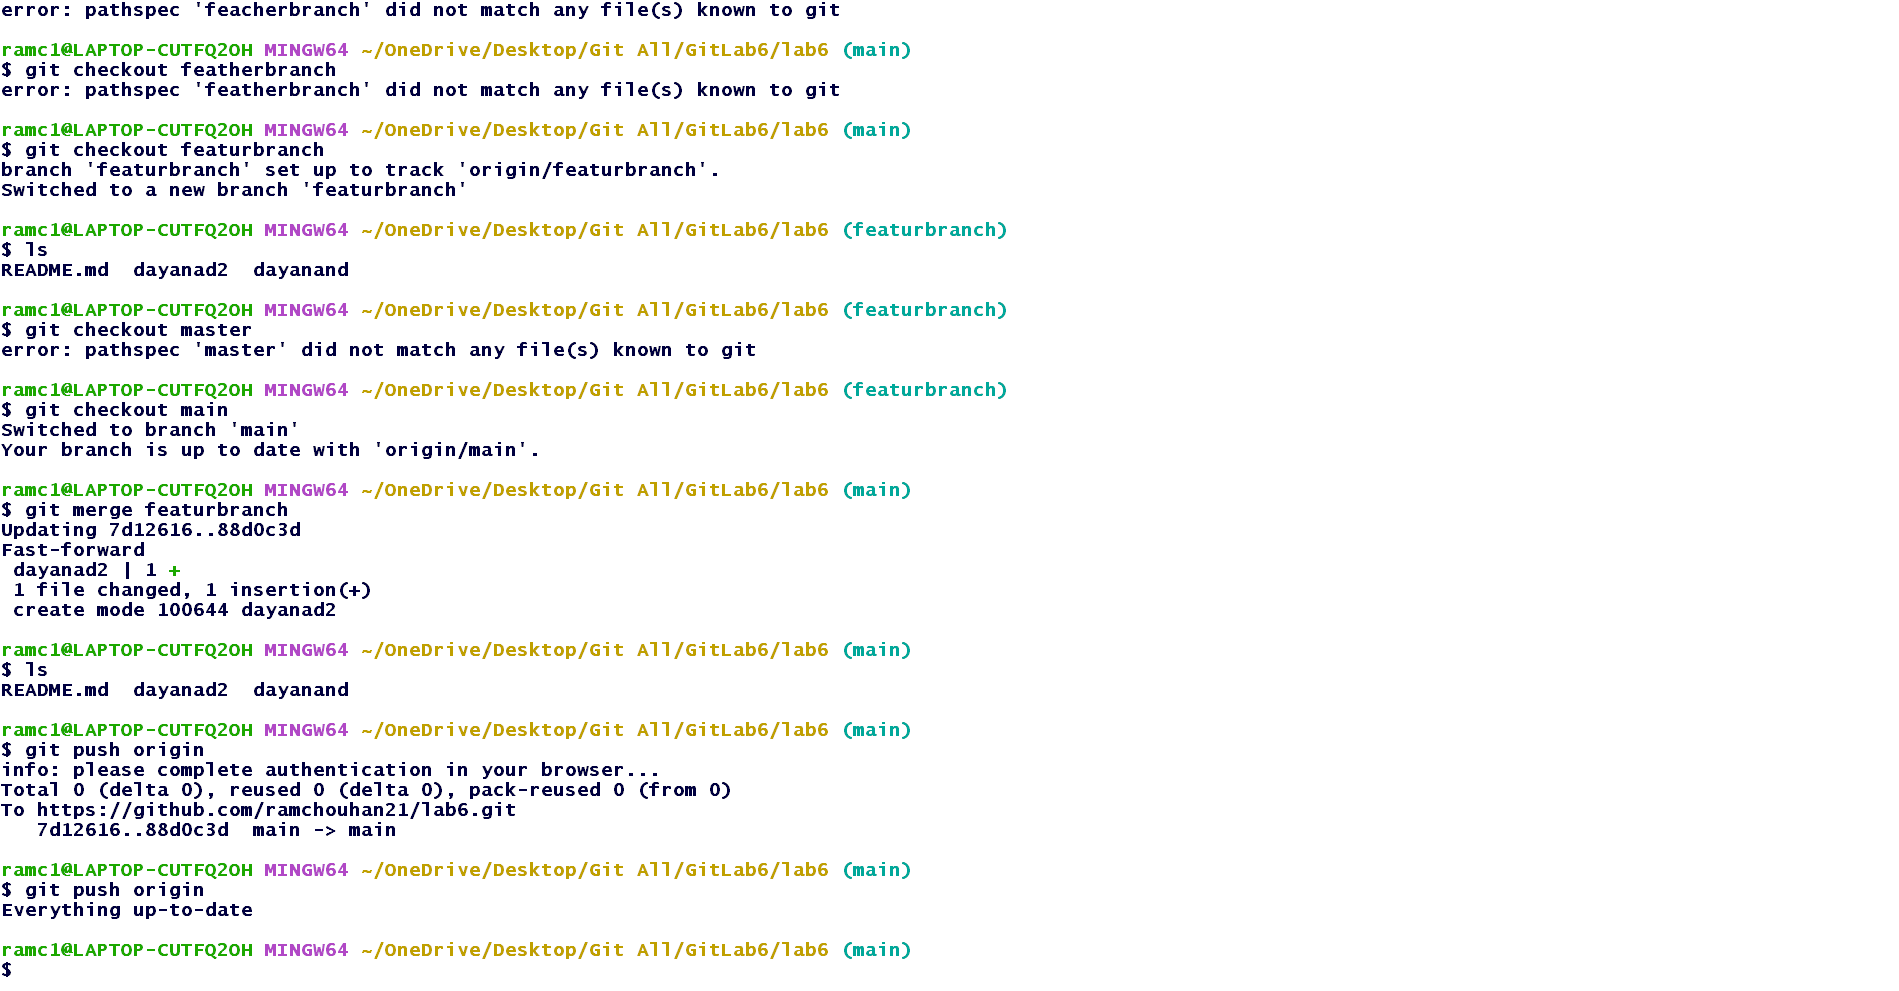 error: pathspec 'feacherbranch' did not match any file(s) known to git
ramc1@LAPTOP-CUTFQ2OH MINGW64 ~/OneDrive/Desktop/Git All/GitLab6/lab6 (main)
$ git checkout featherbranch
error: pathspec 'featherbranch' did not match any file(s) known to git
ramc1@LAPTOP-CUTFQ2OH MINGW64 ~/OneDrive/Desktop/Git All/GitLab6/lab6 (main)
$ git checkout featurbranch
branch 'featurbranch' set up to track 'origin/featurbranch'.
Switched to a new branch 'featurbranch'
ramc1@LAPTOP-CUTFQ2OH MINGW64 ~/OneDrive/Desktop/Git All/GitLab6/lab6 (featurbranch)
$ ls
README.md  dayanad2  dayanand
ramc1@LAPTOP-CUTFQ2OH MINGW64 ~/OneDrive/Desktop/Git All/GitLab6/lab6 (featurbranch)
$ git checkout master
error: pathspec 'master' did not match any file(s) known to git
ramc1@LAPTOP-CUTFQ2OH MINGW64 ~/OneDrive/Desktop/Git All/GitLab6/lab6 (featurbranch)
$ git checkout main
Switched to branch 'main'
Your branch is up to date with 'origin/main'.
ramc1@LAPTOP-CUTFQ2OH MINGW64 ~/OneDrive/Desktop/Git All/GitLab6/lab6 (main)
$ git merge featurbranch
Updating 7d12616..88d0c3d
Fast-forward
 dayanad2 | 1 +
 1 file changed, 1 insertion(+)
 create mode 100644 dayanad2
ramc1@LAPTOP-CUTFQ2OH MINGW64 ~/OneDrive/Desktop/Git All/GitLab6/lab6 (main)
$ ls
README.md  dayanad2  dayanand
ramc1@LAPTOP-CUTFQ2OH MINGW64 ~/OneDrive/Desktop/Git All/GitLab6/lab6 (main)
$ git push origin
info: please complete authentication in your browser...
Total 0 (delta 0), reused 0 (delta 0), pack-reused 0 (from 0)
To https://github.com/ramchouhan21/lab6.git
   7d12616..88d0c3d  main -> main
ramc1@LAPTOP-CUTFQ2OH MINGW64 ~/OneDrive/Desktop/Git All/GitLab6/lab6 (main)
$ git push origin
Everything up-to-date
ramc1@LAPTOP-CUTFQ2OH MINGW64 ~/OneDrive/Desktop/Git All/GitLab6/lab6 (main)
$